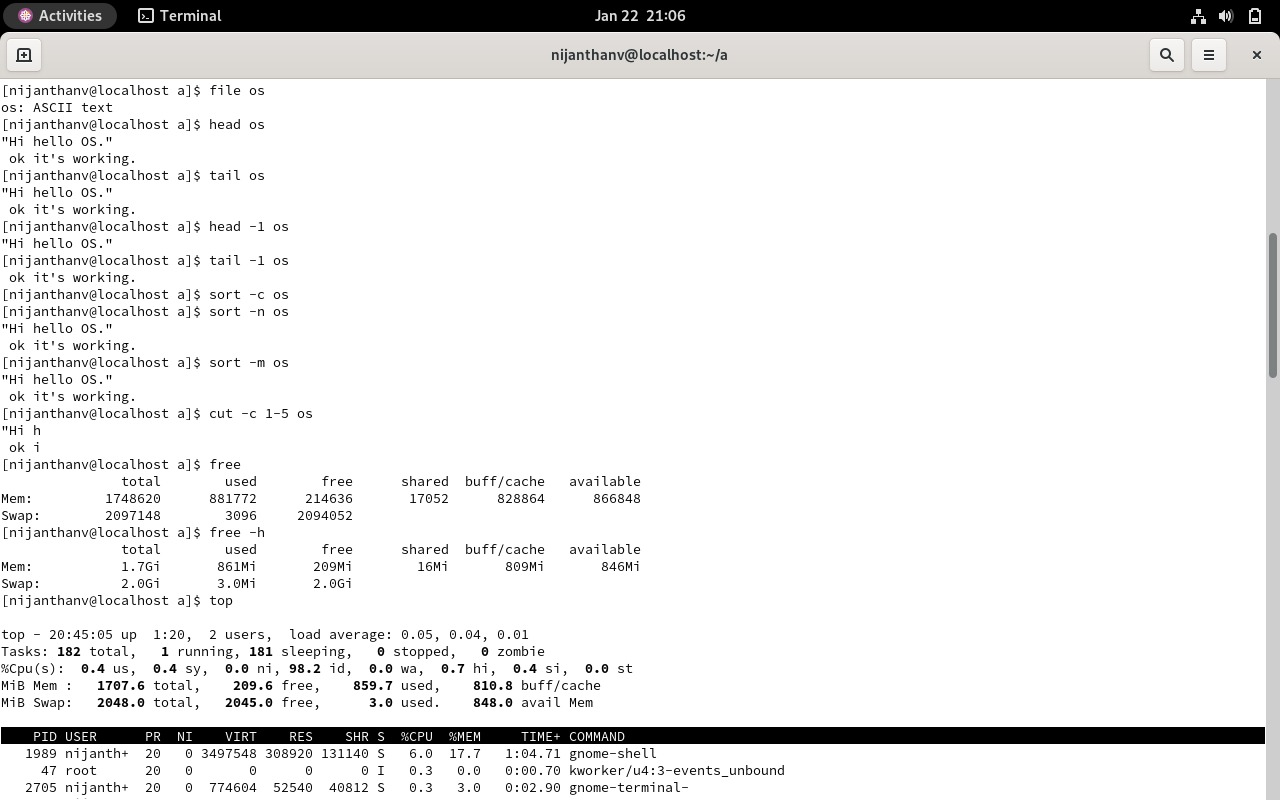 Activities Terminal Jan 22 21:06
nijanthanv@localhost:~/a
[nijanthanv@localhost a]$ file os
os: ASCII text
[nijanthanv@localhost a]$ head os
"Hi hello OS."
 ok it's working.
[nijanthanv@localhost a]$ tail os
"Hi hello OS."
 ok it's working.
[nijanthanv@localhost a]$ head -1 os
"Hi hello OS."
[nijanthanv@localhost a]$ tail -1 os
 ok it's working.
[nijanthanv@localhost a]$ sort -c os
[nijanthanv@localhost a]$ sort -n os
"Hi hello OS."
 ok it's working.
[nijanthanv@localhost a]$ sort -m os
"Hi hello OS."
 ok it's working.
[nijanthanv@localhost a]$ cut -c 1-5 os
"Hi h
 ok i
[nijanthanv@localhost a]$ free
               total        used        free      shared  buff/cache   available
Mem:         1748620      881772      214636       17052      828864      866848
Swap:        2097148        3096     2094052
[nijanthanv@localhost a]$ free -h
               total        used        free      shared  buff/cache   available
Mem:           1.7Gi       861Mi       209Mi        16Mi       809Mi       846Mi
Swap:          2.0Gi       3.0Mi       2.0Gi
[nijanthanv@localhost a]$ top
top - 20:45:05 up  1:20,  2 users,  load average: 0.05, 0.04, 0.01
Tasks: 182 total,   1 running, 181 sleeping,   0 stopped,   0 zombie
%Cpu(s):  0.4 us,  0.4 sy,  0.0 ni, 98.2 id,  0.0 wa,  0.7 hi,  0.4 si,  0.0 st
MiB Mem :   1707.6 total,    209.6 free,    859.7 used,    810.8 buff/cache
MiB Swap:   2048.0 total,   2045.0 free,      3.0 used.    848.0 avail Mem
    PID USER      PR  NI    VIRT    RES    SHR S  %CPU  %MEM     TIME+ COMMAND
   1989 nijanth+  20   0 3497548 308920 131140 S   6.0  17.7   1:04.71 gnome-shell
     47 root      20   0       0      0      0 I   0.3   0.0   0:00.70 kworker/u4:3-events_unbound
   2705 nijanth+  20   0  774604  52540  40812 S   0.3   3.0   0:02.90 gnome-terminal-